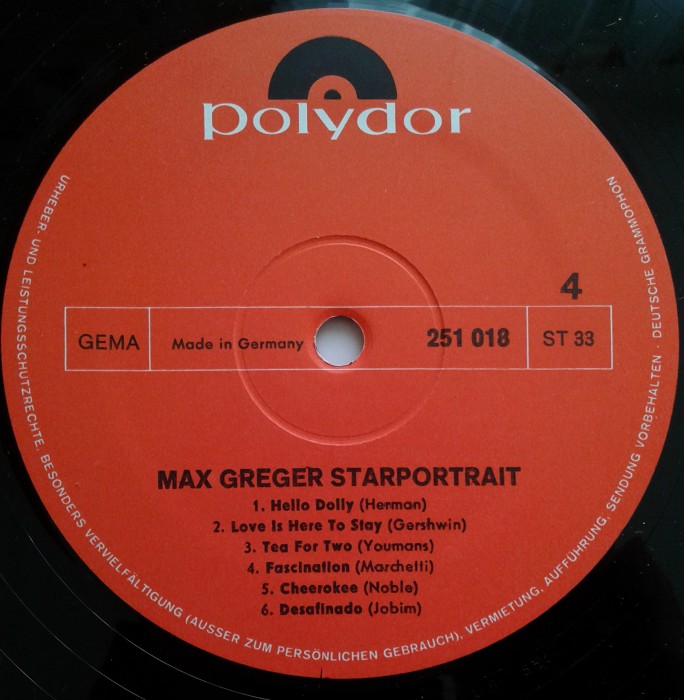 polydor
4
GEMA
Made in Germany
251 018
ST 33
MAX GREGER STARPORTRAIT
1. Hello Dolly (Herman)
2. Love Is Here To Stay (Gershwin)
3. Tea For Two (Youmans)
4. Fascination (Marchetti)
5. Cheerokee (Noble)
6. Desafinado (Jobim)
URHEBER- UND LEISTUNGSSCHUTZRECHTE, BESONDERS VERVIELFÄLTIGUNG (AUSSER ZUM PERSÖNLICHEN GEBRAUCH), VERMIETUNG, AUFFÜHRUNG, SENDUNG VORBEHALTEN · DEUTSCHE GRAMMOPHON